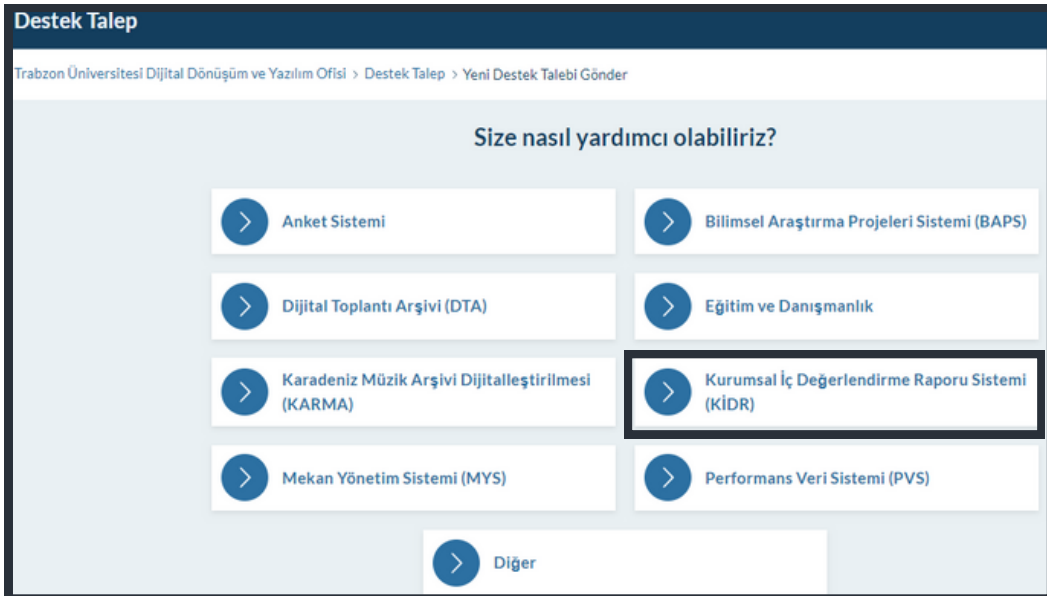 Destek Talep
Trabzon Üniversitesi Dijital Dönüşüm ve Yazılım Ofisi > Destek Talep > Yeni Destek Talebi Gönder
Size nasıl yardımcı olabiliriz?
Anket Sistemi
Bilimsel Araştırma Projeleri Sistemi (BAPS)
Dijital Toplantı Arşivi (DTA)
Eğitim ve Danışmanlık
Karadeniz Müzik Arşivi Dijitalleştirilmesi
(KARMA)
Kurumsal İç Değerlendirme Raporu Sistemi
(KİDR)
Mekan Yönetim Sistemi (MYS)
Performans Veri Sistemi (PVS)
Diğer